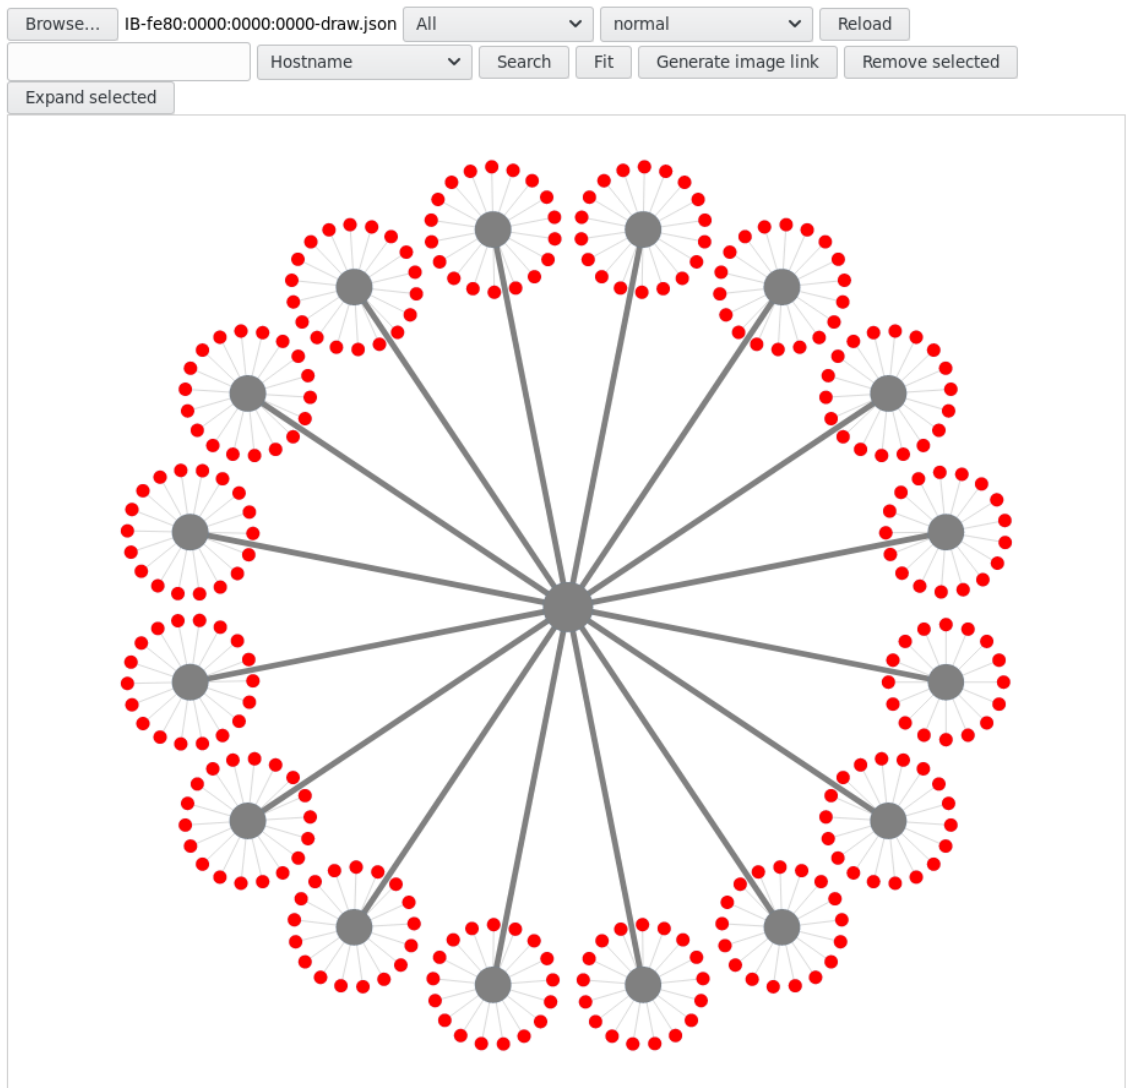 Browse... IB-fe80:0000:0000:0000-draw.json All normal Reload
Hostname Search Fit Generate image link Remove selected
Expand selected